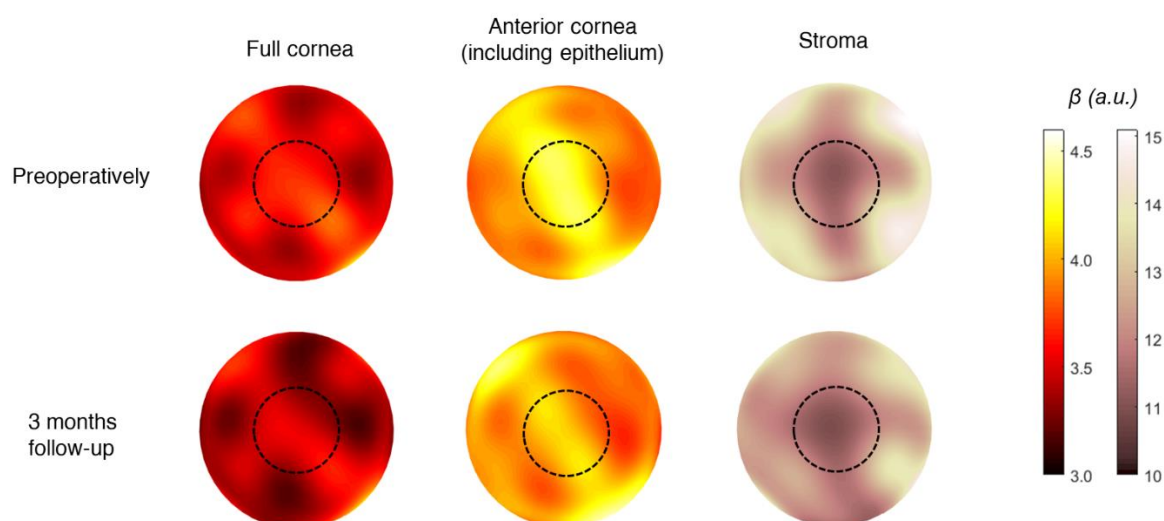 Full cornea
Anterior cornea
(including epithelium)
Stroma
β (a.u.)
Preoperatively
3 months
follow-up
4.5
4.0
3.5
3.0
15
14
13
12
11
10